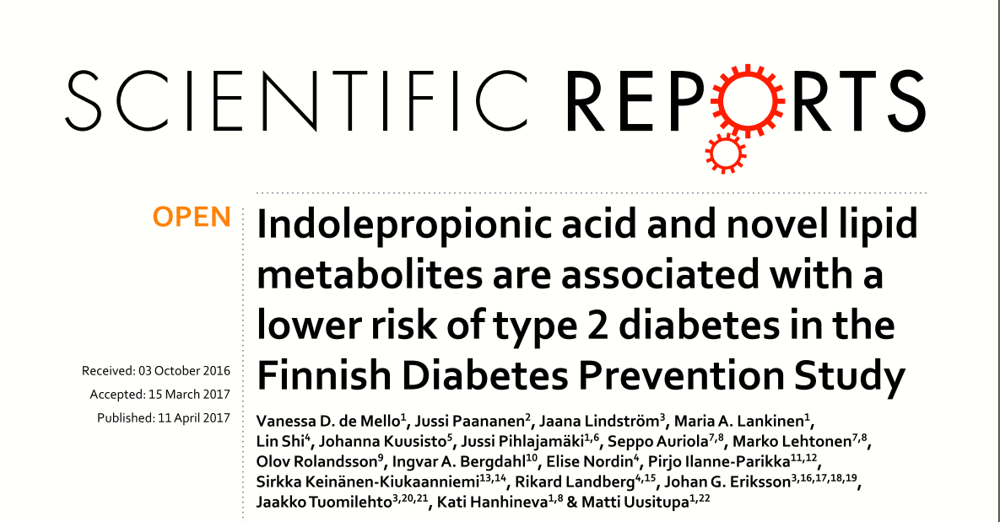 SCIENTIFIC REPORTS
OPEN
Indolepropionic acid and novel lipid
metabolites are associated with a
lower risk of type 2 diabetes in the
Finnish Diabetes Prevention Study
Received: 03 October 2016
Accepted: 15 March 2017
Published: 11 April 2017
Vanessa D. de Mello1, Jussi Paananen2, Jaana Lindström3, Maria A. Lankinen1,
Lin Shi4, Johanna Kuusisto5, Jussi Pihlajamäki1,6, Seppo Auriola7,8, Marko Lehtonen7,8,
Olov Rolandsson9, Ingvar A. Bergdahl10, Elise Nordin4, Pirjo Ilanne-Parikka11,12,
Sirkka Keinänen-Kiukaanniemi13,14, Rikard Landberg4,15, Johan G. Eriksson3,16,17,18,19,
Jaakko Tuomilehto3,20,21, Kati Hanhineva1,8 & Matti Uusitupa1,22